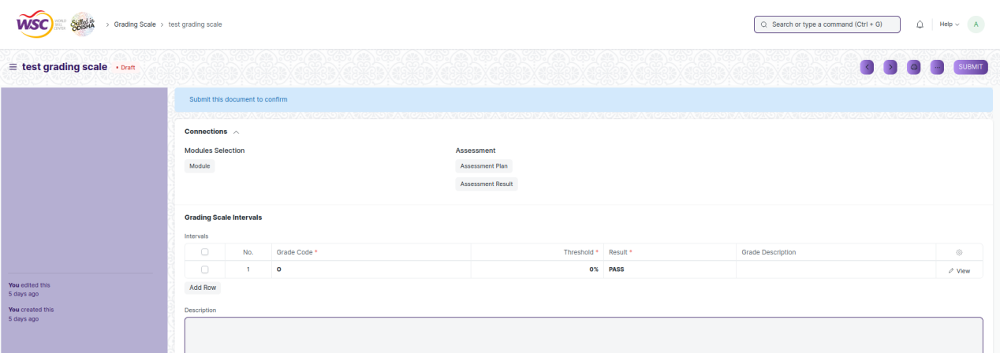 WSC WORLD SKILL CENTER Skilled in ODISHA > Grading Scale > test grading scale Search or type a command (Ctrl + G) Help A
test grading scale • Draft SUBMIT
Submit this document to confirm
Connections
Modules Selection Assessment
Module Assessment Plan
Assessment Result
Grading Scale Intervals
Intervals
No. Grade Code * Threshold * Result * Grade Description
1 O 0% PASS View
Add Row
Description
You edited this
5 days ago
You created this
5 days ago